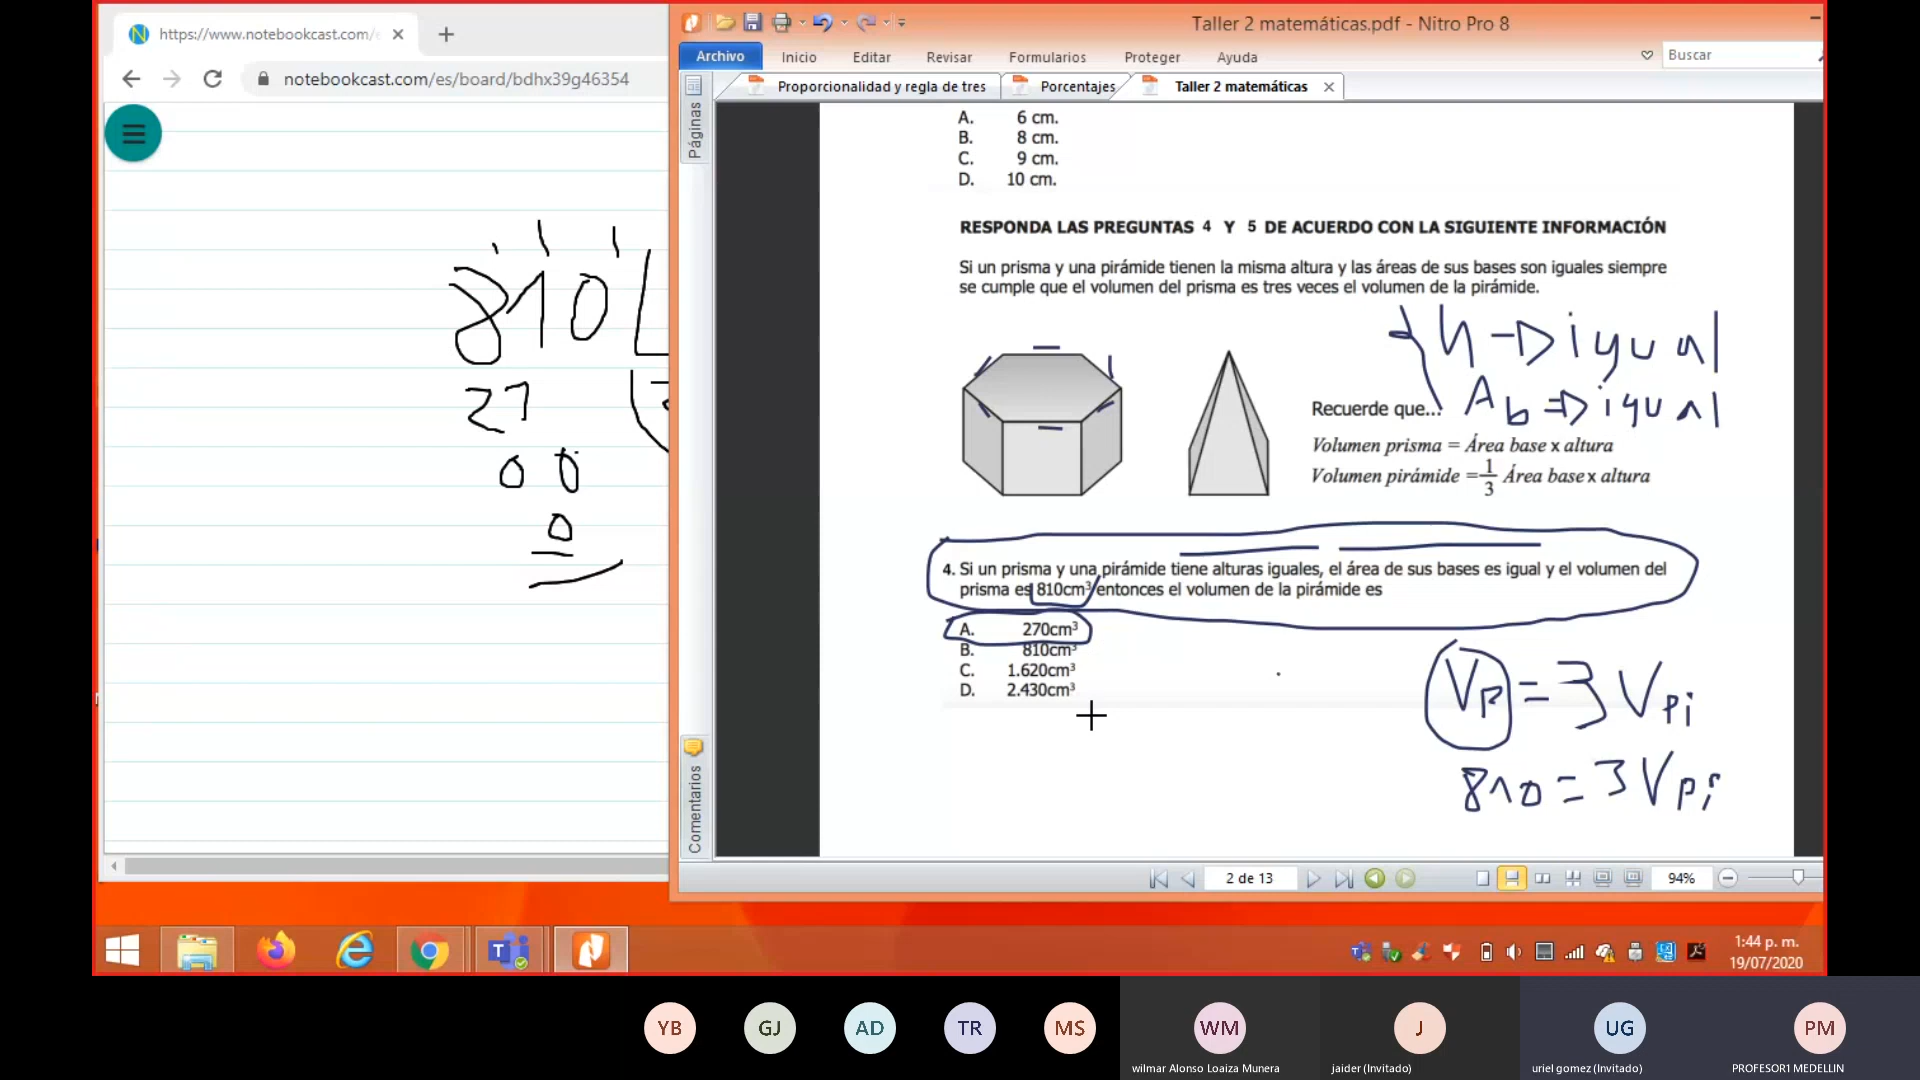 https://www.notebookcast.com/e
notebookcast.com/es/board/bdhx39g46354
810
27
0 0
0
Taller 2 matemáticas.pdf - Nitro Pro 8
Archivo Inicio Editar Revisar Formularios Proteger Ayuda
Buscar
Proporcionalidad y regla de tres Porcentajes Taller 2 matemáticas
Páginas
A. 6 cm.
B. 8 cm.
C. 9 cm.
D. 10 cm.
RESPONDA LAS PREGUNTAS 4 Y 5 DE ACUERDO CON LA SIGUIENTE INFORMACIÓN
Si un prisma y una pirámide tienen la misma altura y las áreas de sus bases son iguales siempre
se cumple que el volumen del prisma es tres veces el volumen de la pirámide.
h igual
Ab igual
Recuerde que...
Volumen prisma = Área base x altura
Volumen pirámide = 1/3 Área base x altura
4. Si un prisma y una pirámide tiene alturas iguales, el área de sus bases es igual y el volumen del
prisma es 810cm³ entonces el volumen de la pirámide es
A. 270cm³
B. 810cm³
C. 1.620cm³
D. 2.430cm³
Vp = 3 Vpi
810 = 3 Vpi
Comentarios
2 de 13
94%
1:44 p. m.
19/07/2020
YB GJ AD TR MS WM J UG PM
wilmar Alonso Loaiza Munera jaider (Invitado) uriel gomez (Invitado) PROFESOR1 MEDELLIN